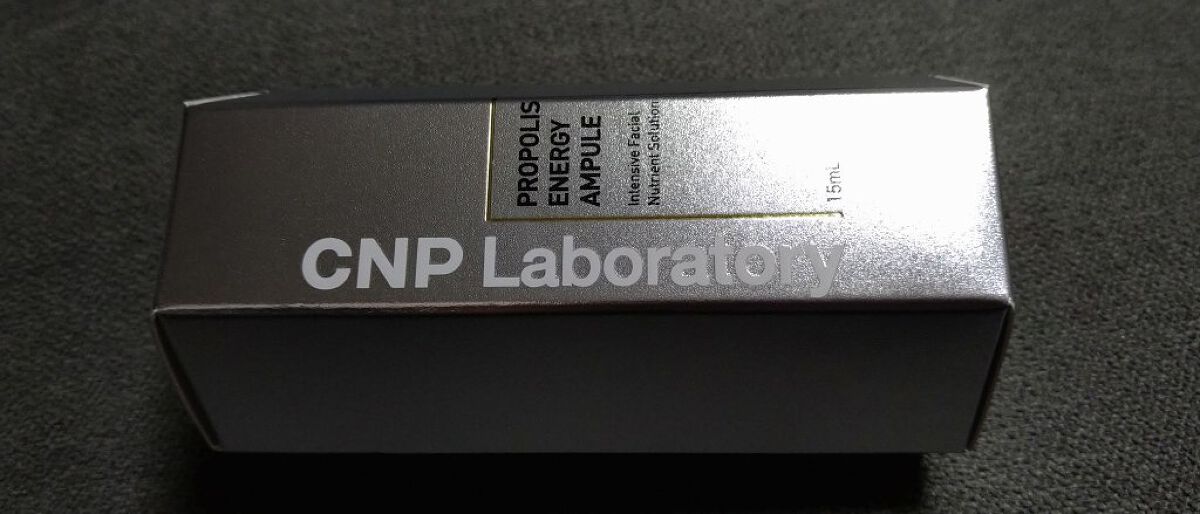 PROPOLIS
ENERGY
AMPULE
Intensive Facial
Nutrient Solution
15mL
CNP Laboratory